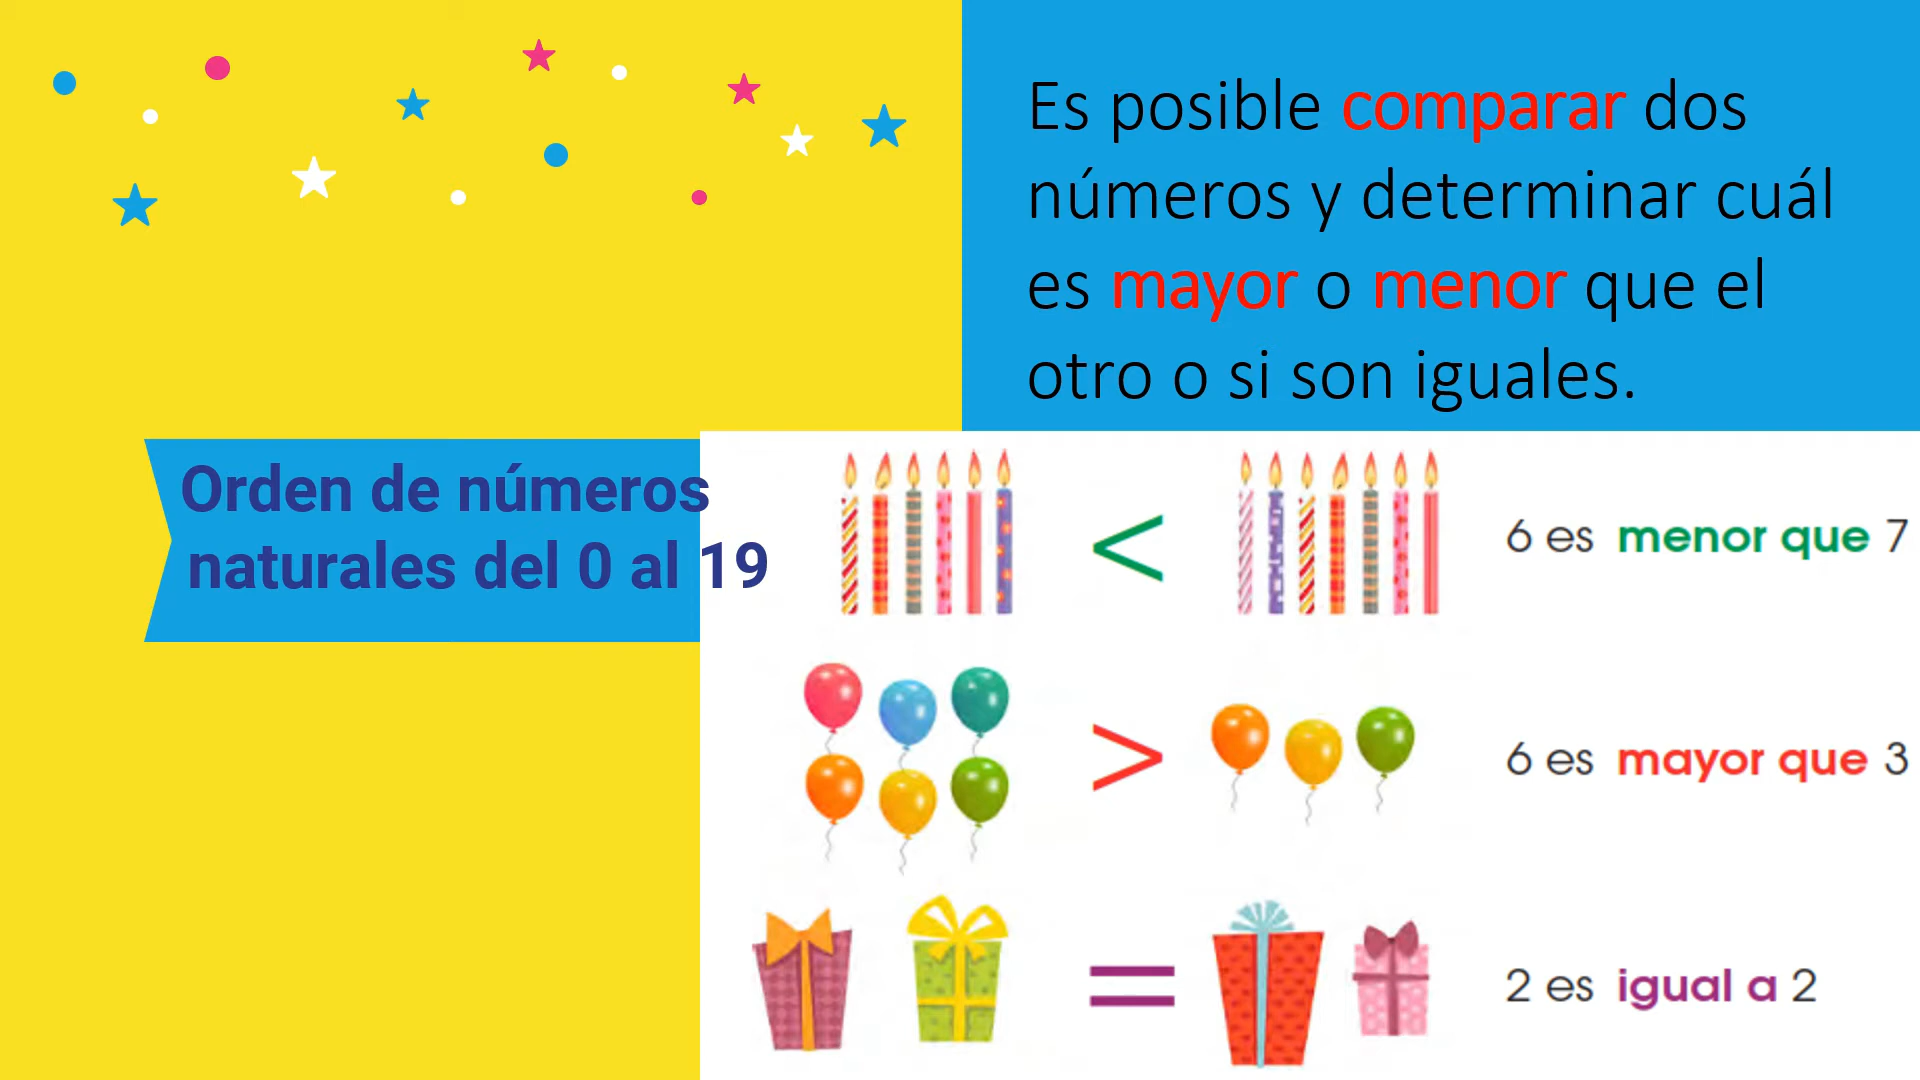 Es posible comparar dos
números y determinar cuál
es mayor o menor que el
otro o si son iguales.
Orden de números
naturales del 0 al 19
< 6 es menor que 7
> 6 es mayor que 3
= 2 es igual a 2